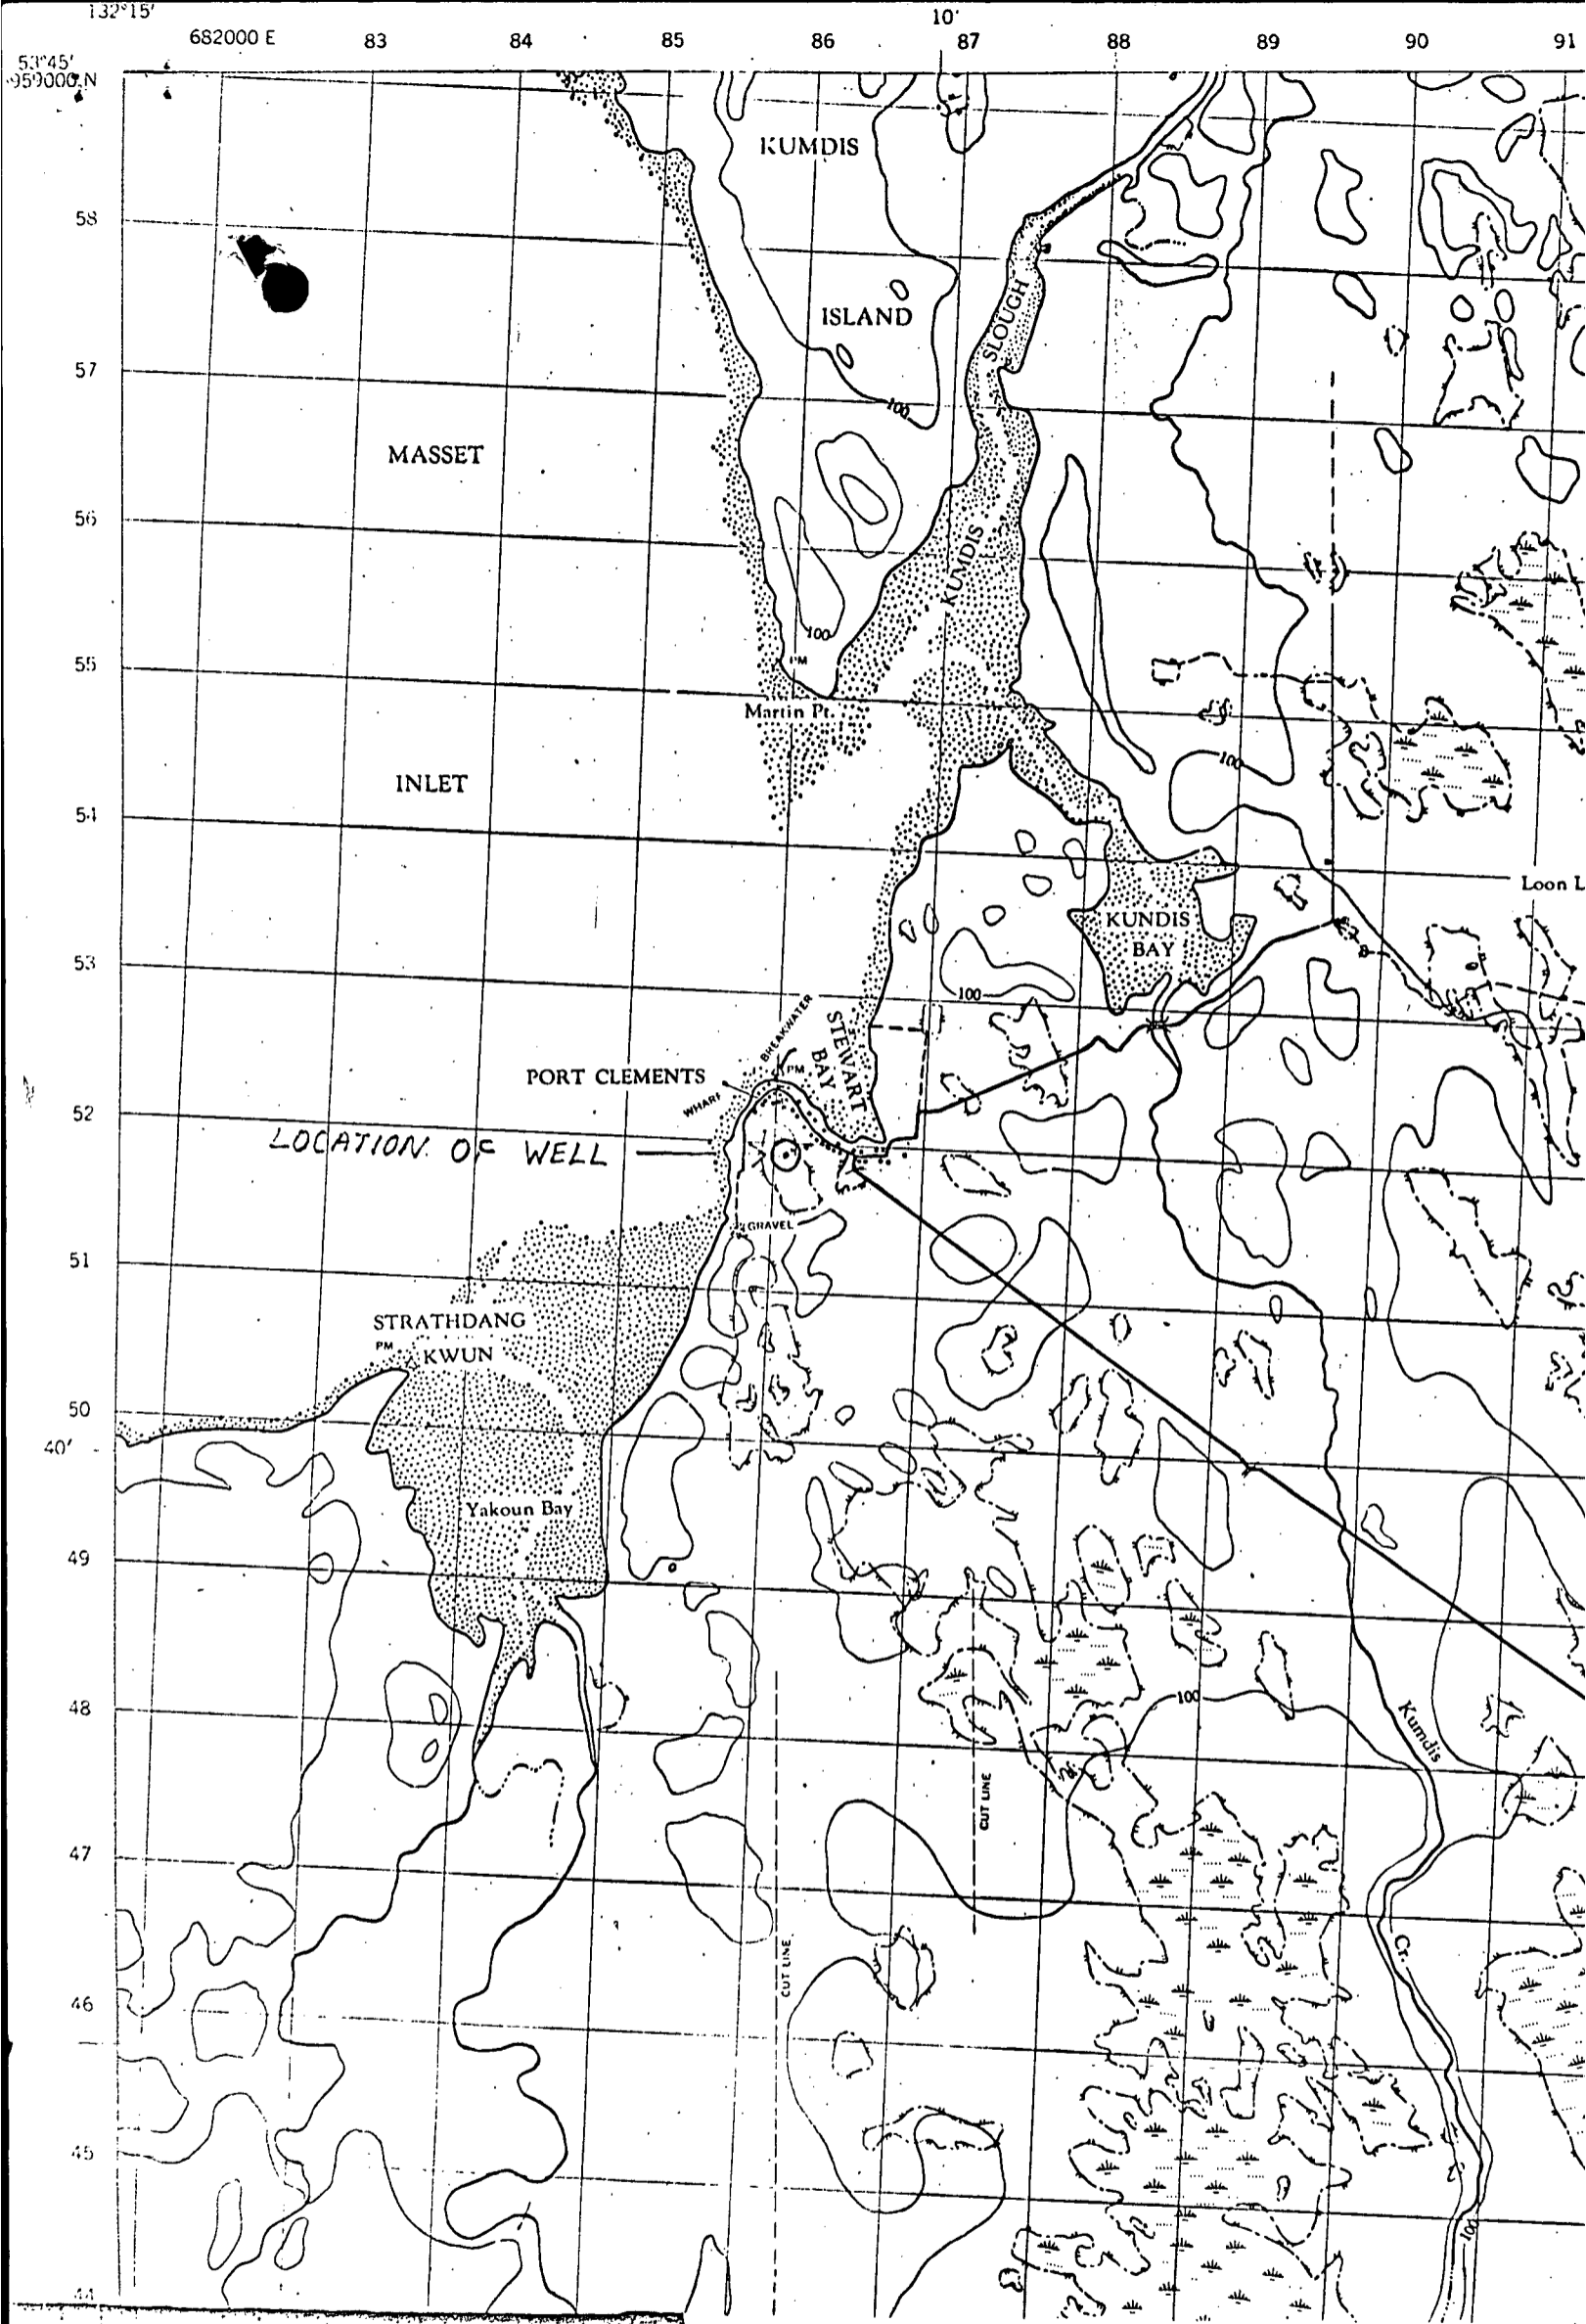 132°15'
10'
682000 E 83 84 85 86 87 88 89 90 91
53°45'
959000 N
KUMDIS
58
ISLAND
SLOUGH
57
100
MASSET
56
KUMDIS
100
55
PM
Martin Pt.
100
INLET
54
Loon L
KUNDIS
BAY
53
100
BREAKWATER
STEWART
BAY
PORT CLEMENTS
PM
WHARF
52
LOCATION OF WELL
GRAVEL
51
STRATHDANG
KWUN
PM
50
40'
Yakoun Bay
49
48
100
Kumdis
CUT LINE
47
CUT LINE
Cr.
46
45
100
44